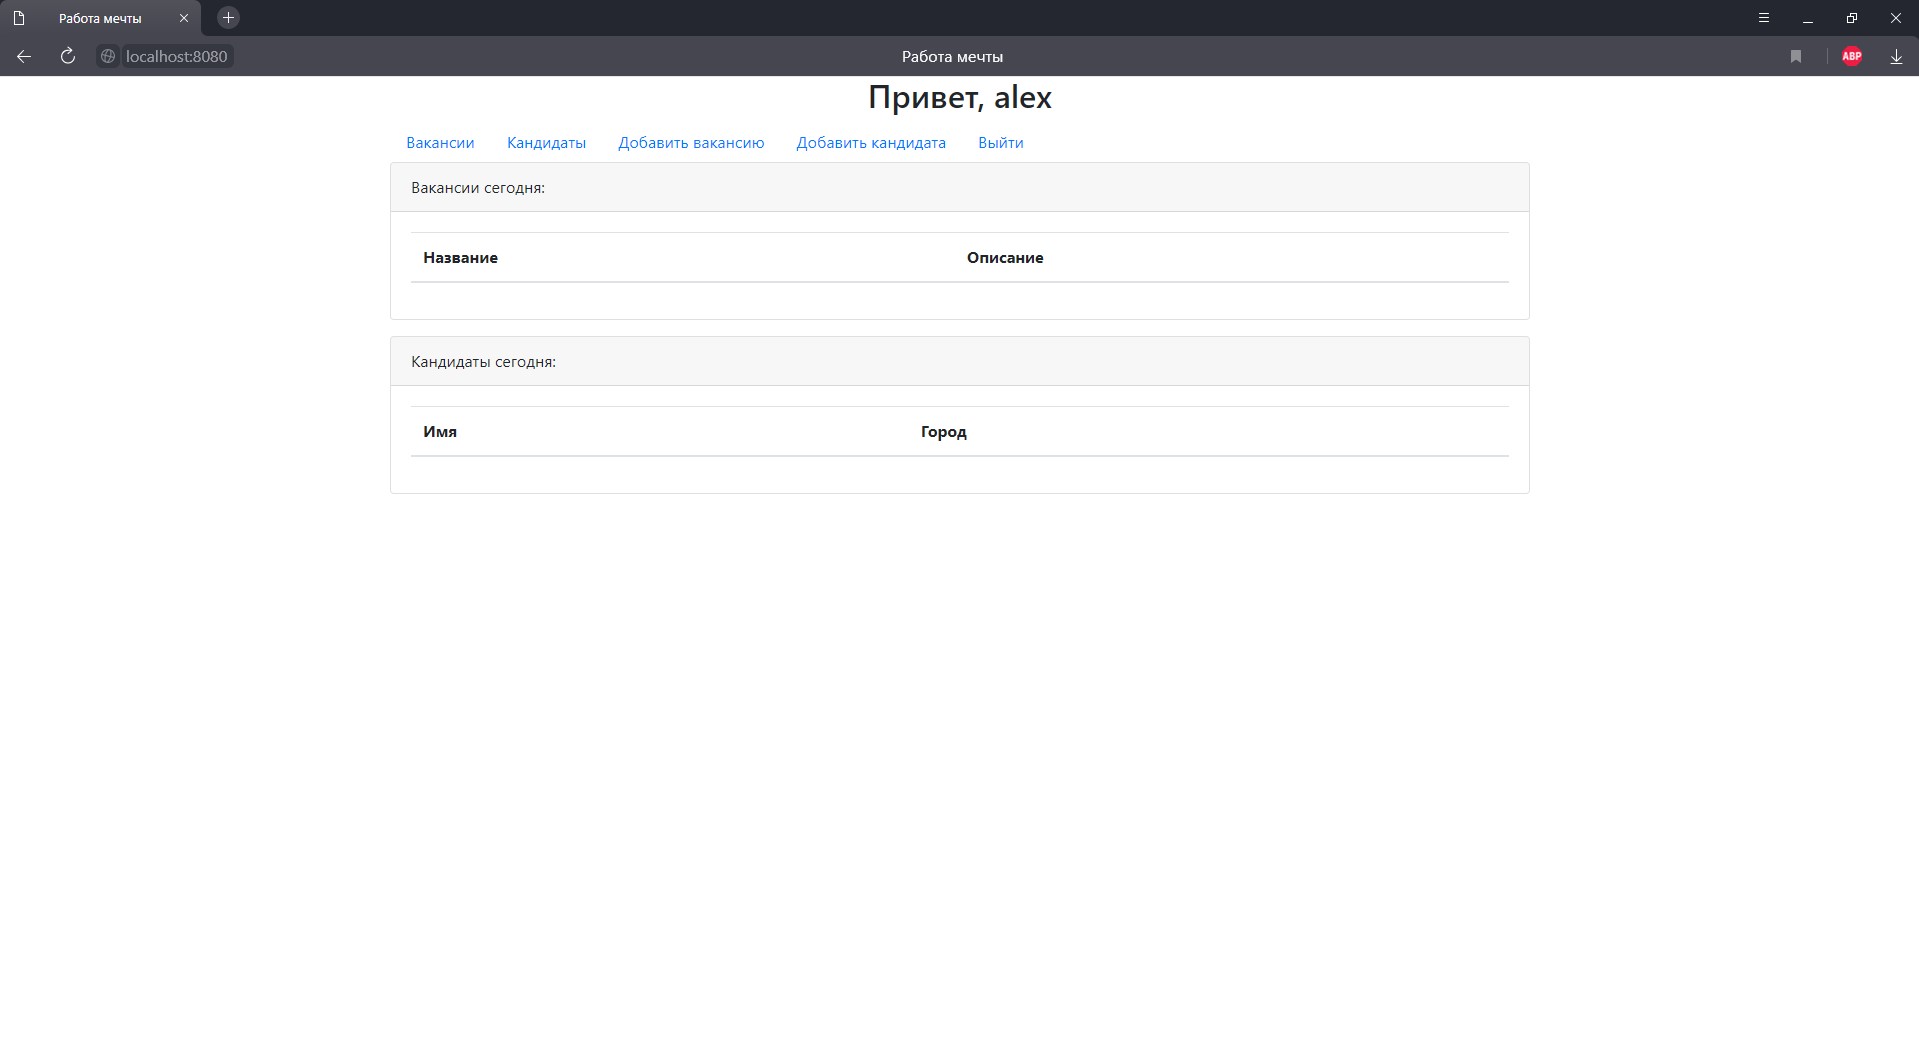 Работа мечты
localhost:8080
Работа мечты
ABP
Привет, alex
Вакансии Кандидаты Добавить вакансию Добавить кандидата Выйти
Вакансии сегодня:
Название Описание
Кандидаты сегодня:
Имя Город